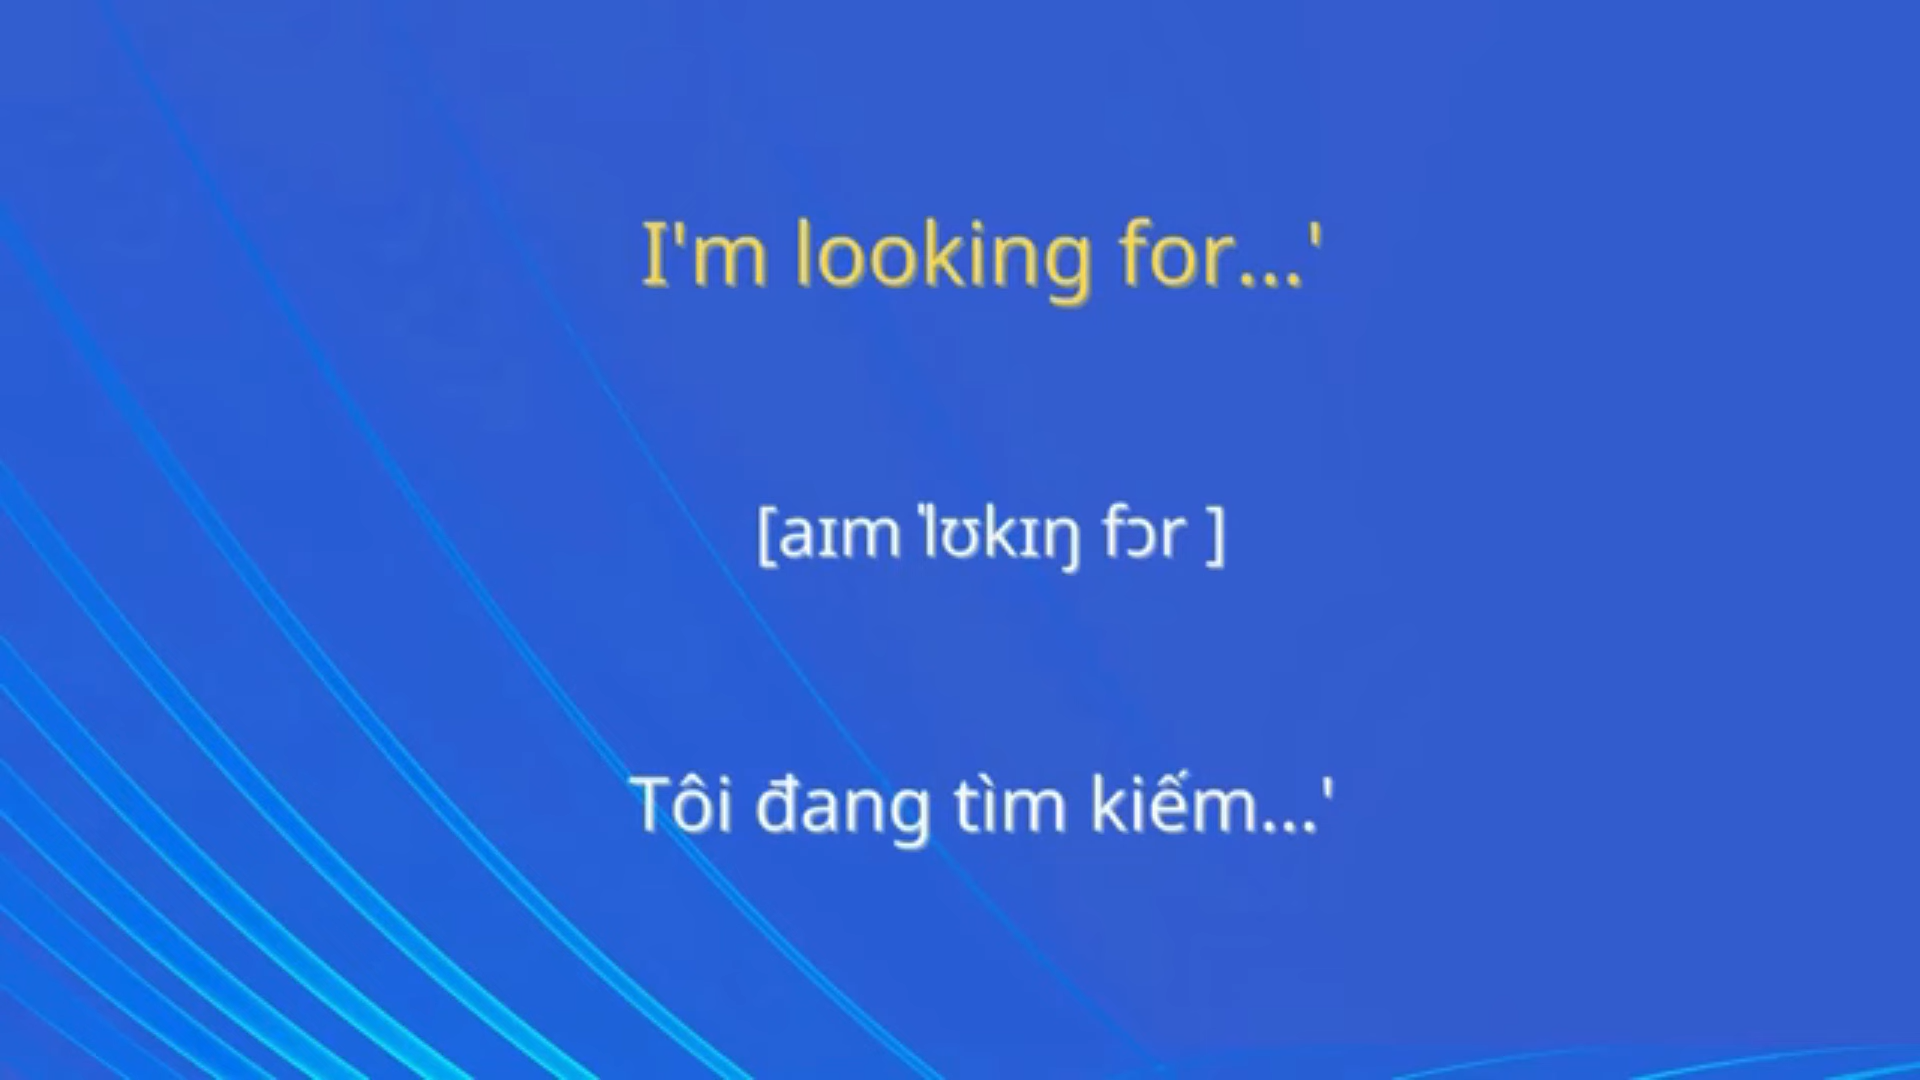 I'm looking for...'
[aɪm ˈlʊkɪŋ fɔr ]
Tôi đang tìm kiếm...'